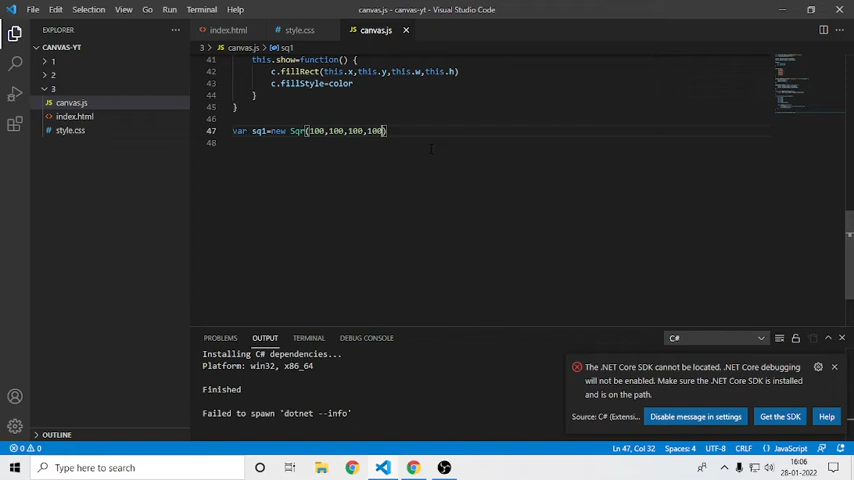 File Edit Selection View Go Run Terminal Help
canvas.js - canvas-yt - Visual Studio Code
EXPLORER
index.html
style.css
canvas.js
CANVAS-YT
3 > canvas.js > sq1
1
2
3
canvas.js
index.html
style.css
41 this.show=function() {
42 c.fillRect(this.x,this.y,this.w,this.h)
43 c.fillStyle=color
44 }
45 }
46
47 var sq1=new Sqr(100,100,100,100)
48
PROBLEMS OUTPUT TERMINAL DEBUG CONSOLE
C#
Installing C# dependencies...
Platform: win32, x86_64
Finished
Failed to spawn 'dotnet --info'
The .NET Core SDK cannot be located. .NET Core debugging
will not be enabled. Make sure the .NET Core SDK is installed
and is on the path.
Source: C# (Extensi...
Disable message in settings
Get the SDK
Help
OUTLINE
0 0
Ln 47, Col 32 Spaces: 4 UTF-8 CRLF {} JavaScript
Type here to search
16:06
28-01-2022